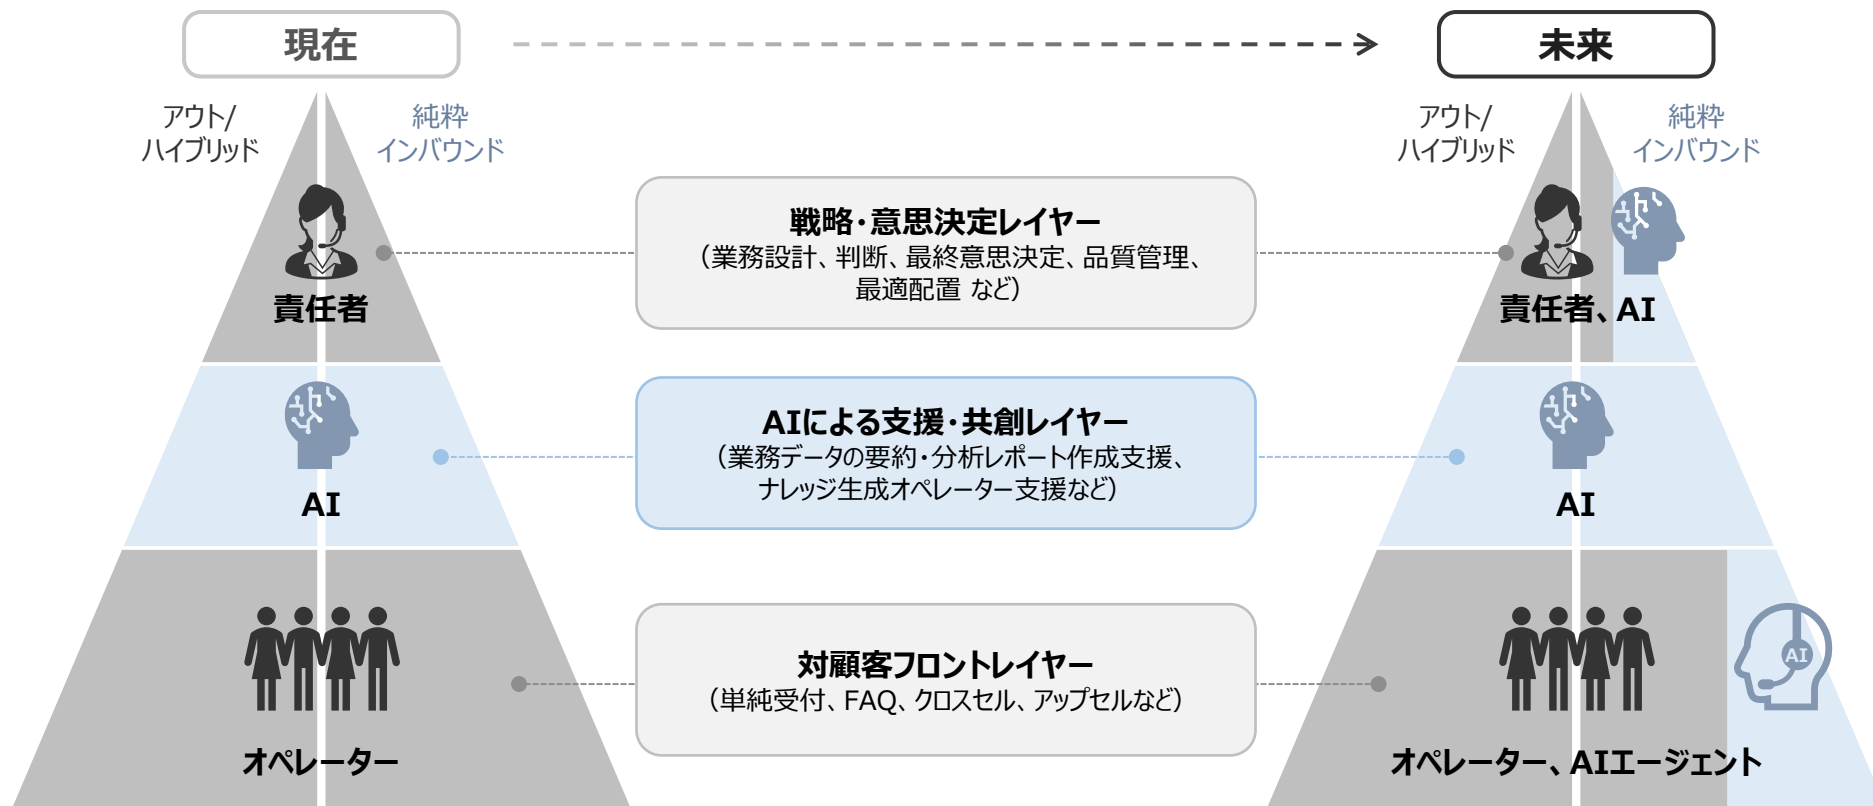 現在
未来
アウト/
ハイブリッド
純粋
インバウンド
責任者
AI
オペレーター
戦略・意思決定レイヤー
（業務設計、判断、最終意思決定、品質管理、
最適配置 など）
AIによる支援・共創レイヤー
（業務データの要約・分析レポート作成支援、
ナレッジ生成オペレーター支援など）
対顧客フロントレイヤー
（単純受付、FAQ、クロスセル、アップセルなど）
アウト/
ハイブリッド
純粋
インバウンド
責任者、AI
AI
AI
オペレーター、AIエージェント